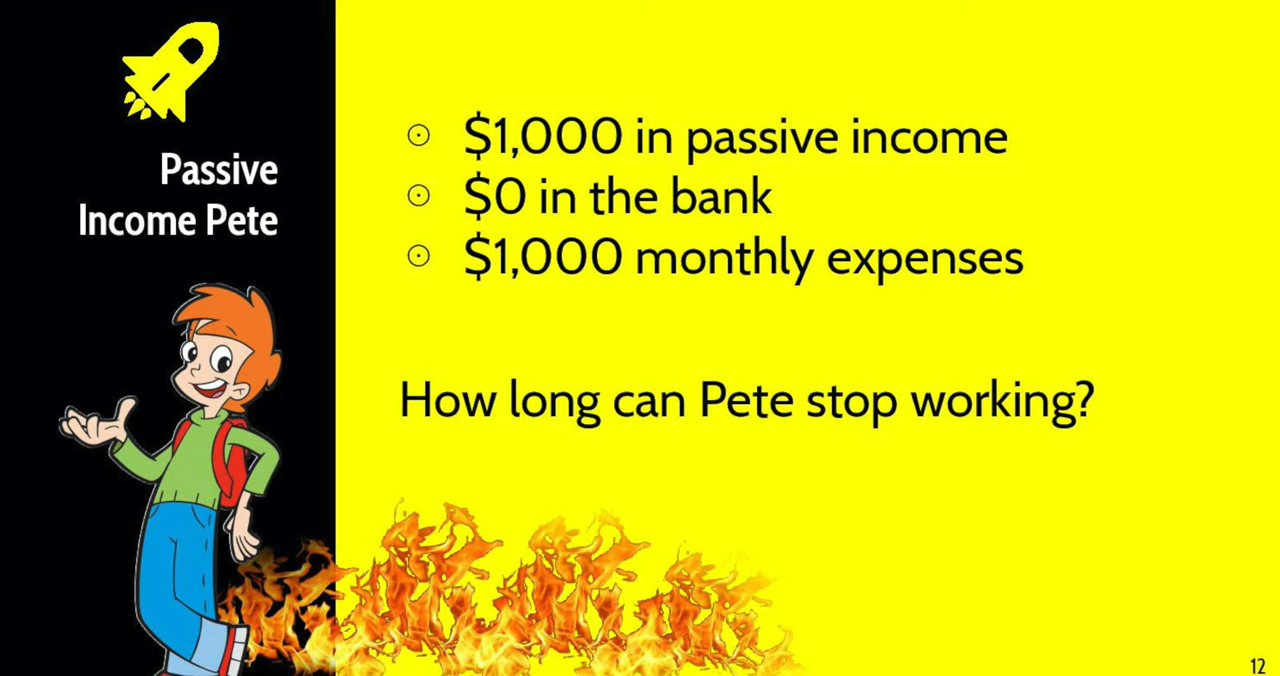 Passive
Income Pete
$1,000 in passive income
$0 in the bank
$1,000 monthly expenses
How long can Pete stop working?
12